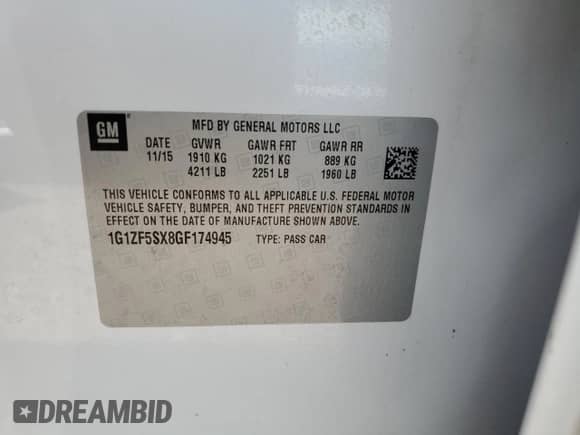 GM
MFD BY GENERAL MOTORS LLC
11/15 GVWR GAWR FRT GAWR RR
1910 KG 1021 KG 889 KG
4211 LB 2251 LB 1960 LB
THIS VEHICLE CONFORMS TO ALL APPLICABLE U.S. FEDERAL MOTOR
VEHICLE SAFETY, BUMPER, AND THEFT PREVENTION STANDARDS IN
EFFECT ON THE DATE OF MANUFACTURE SHOWN ABOVE.
1G1ZF5SX8GF174945 TYPE: PASS CAR
DREAMBID